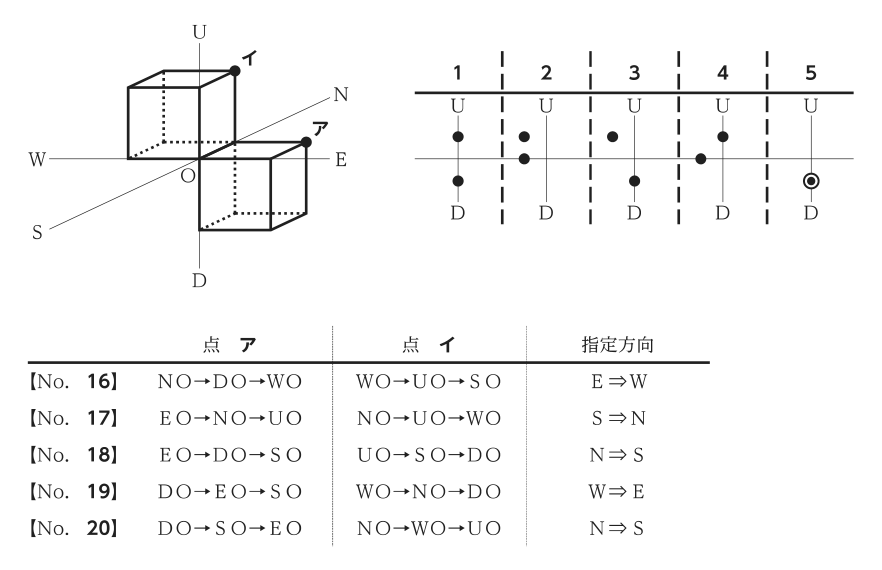 U
イ
N
ア
W E
O
S
D
1 2 3 4 5
U U U U U
D D D D D
点 ア 点 イ 指定方向
【No. 16】 NO→DO→WO WO→UO→SO E⇒W
【No. 17】 EO→NO→UO NO→UO→WO S⇒N
【No. 18】 EO→DO→SO UO→SO→DO N⇒S
【No. 19】 DO→EO→SO WO→NO→DO W⇒E
【No. 20】 DO→SO→EO NO→WO→UO N⇒S